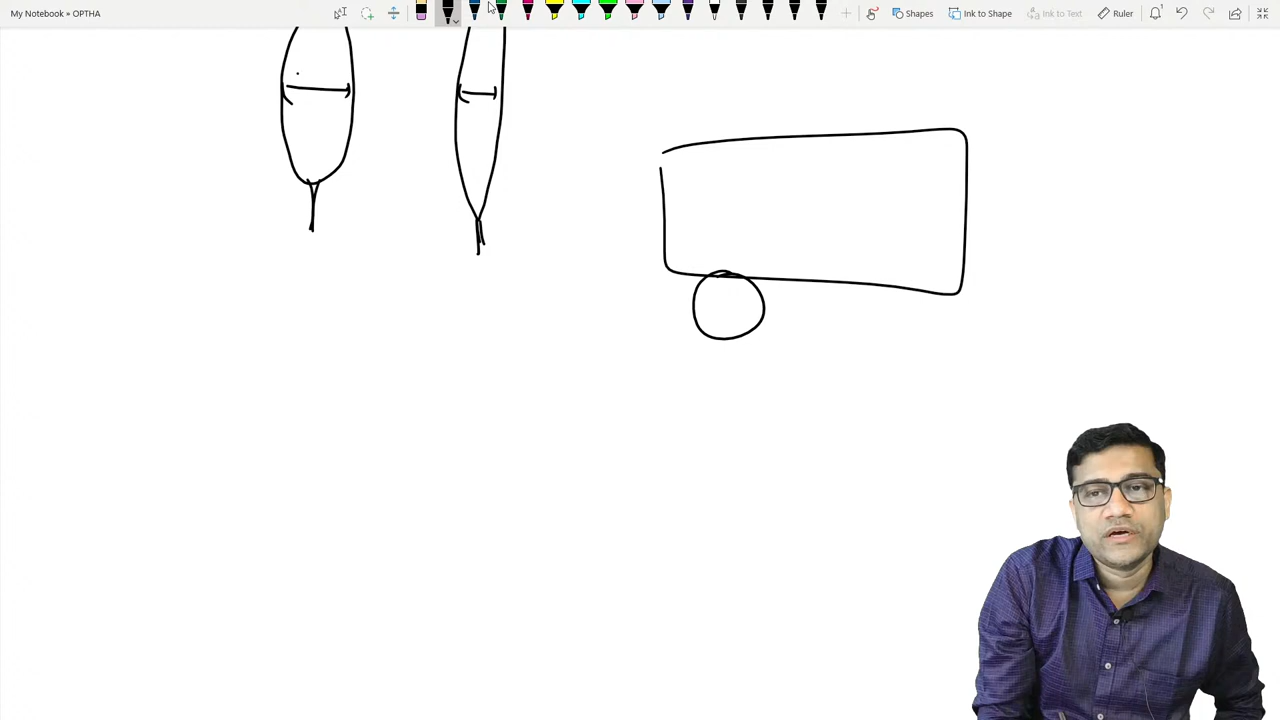 My Notebook » OPTHA
Shapes
Ink to Shape
Ink to Text
Ruler